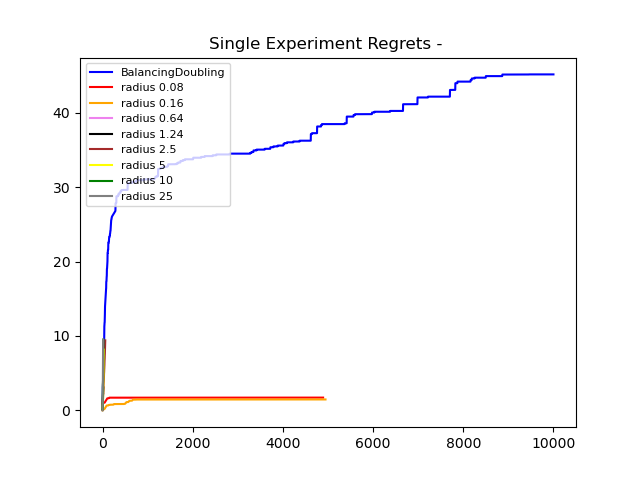 Single Experiment Regrets -
BalancingDoubling
radius 0.08
radius 0.16
radius 0.64
radius 1.24
radius 2.5
radius 5
radius 10
radius 25
40
30
20
10
0
0 2000 4000 6000 8000 10000